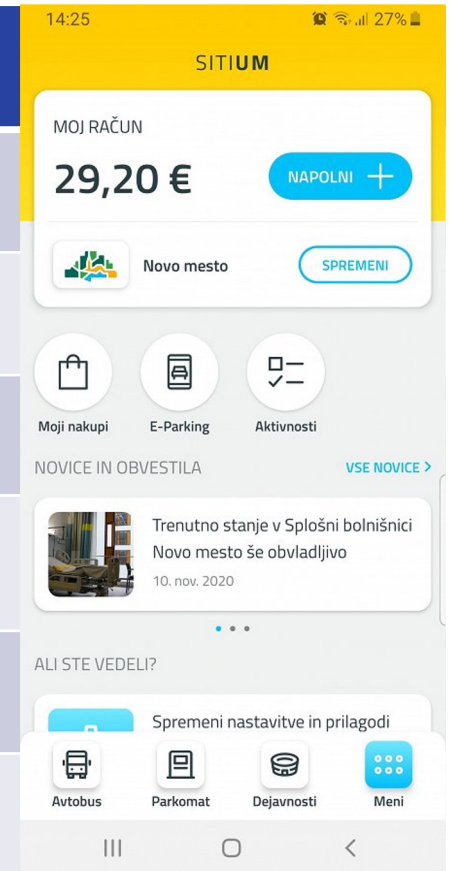 14:25
27%
SITIUM
MOJ RAČUN
29,20 €
NAPOLNI
Novo mesto
SPREMENI
Moji nakupi
E-Parking
Aktivnosti
NOVICE IN OBVESTILA
VSE NOVICE >
Trenutno stanje v Splošni bolnišnici
Novo mesto še obvladljivo
10. nov. 2020
ALI STE VEDELI?
Spremeni nastavitve in prilagodi
Avtobus
Parkomat
Dejavnosti
Meni